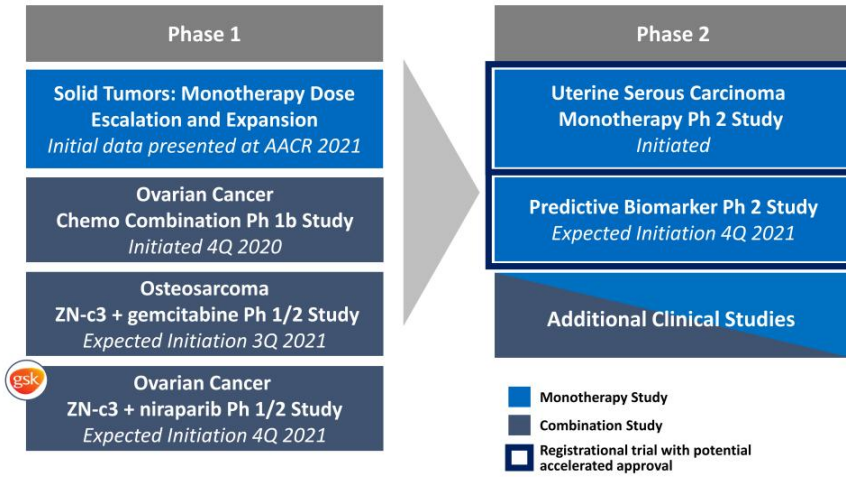 Phase 1
Solid Tumors: Monotherapy Dose
Escalation and Expansion
Initial data presented at AACR 2021
Ovarian Cancer
Chemo Combination Ph 1b Study
Initiated 4Q 2020
Osteosarcoma
ZN-c3 + gemcitabine Ph 1/2 Study
Expected Initiation 3Q 2021
gsk
Ovarian Cancer
ZN-c3 + niraparib Ph 1/2 Study
Expected Initiation 4Q 2021
Phase 2
Uterine Serous Carcinoma
Monotherapy Ph 2 Study
Initiated
Predictive Biomarker Ph 2 Study
Expected Initiation 4Q 2021
Additional Clinical Studies
Monotherapy Study
Combination Study
Registrational trial with potential
accelerated approval